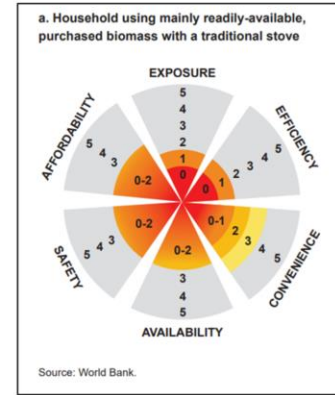 a. Household using mainly readily-available,
purchased biomass with a traditional stove
EXPOSURE
5
4
3
2
1
0
EFFICIENCY
0 1 2 3 4 5
CONVENIENCE
0-1 2 3 4 5
AVAILABILITY
0-2
3
4
5
SAFETY
5 4 3 0-2
AFFORDABILITY
5 4 3 0-2
Source: World Bank.